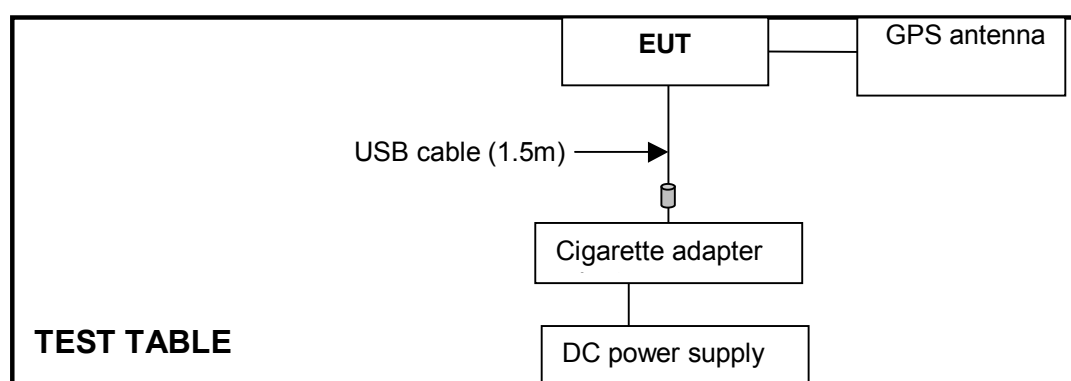 EUT
GPS antenna
USB cable (1.5m)
Cigarette adapter
TEST TABLE
DC power supply